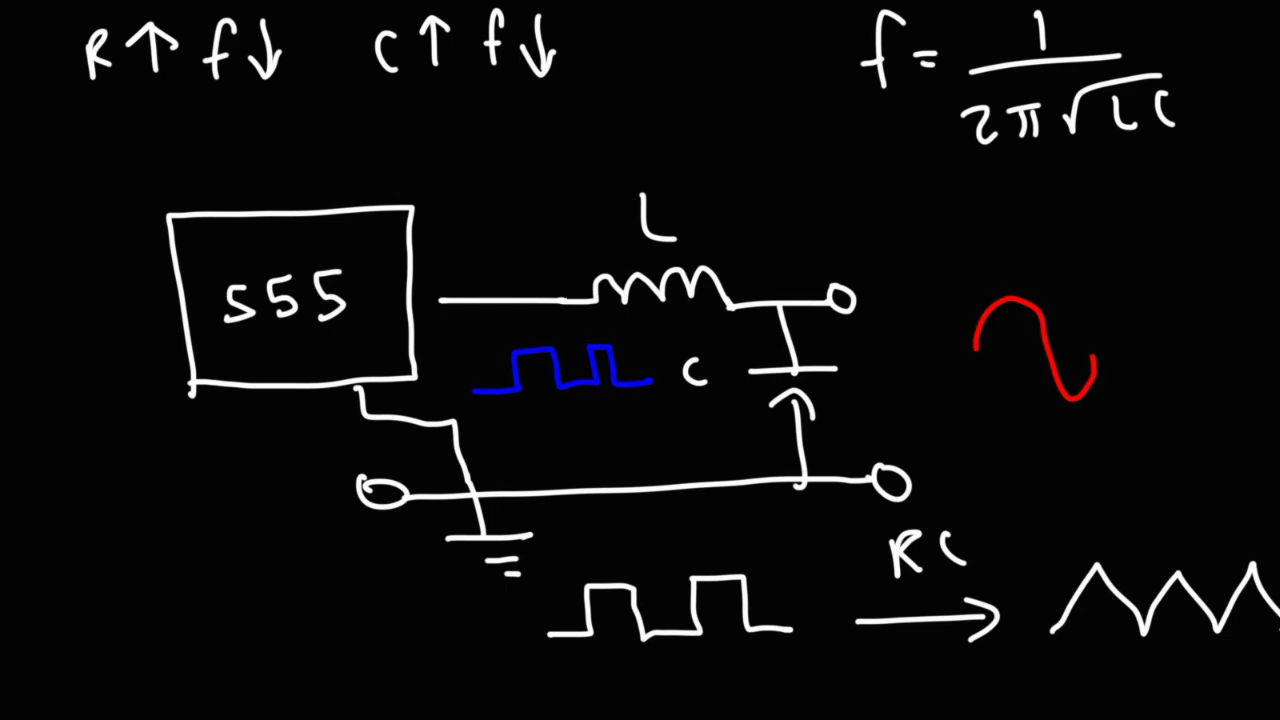 R↑ f↓ C↑ f↓
f = 1 / 2π√LC
L
555
C
RC